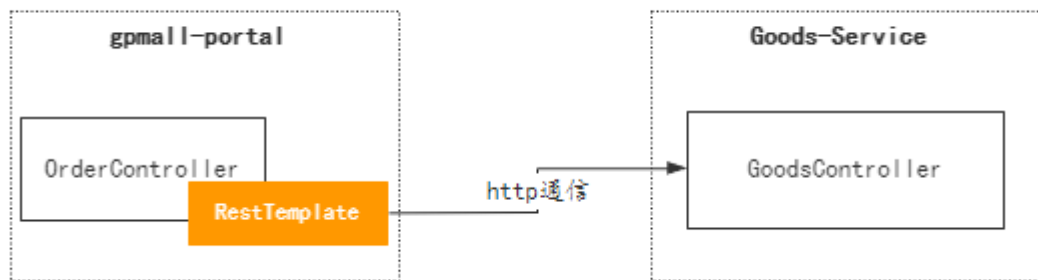 gpmall-portal
Goods-Service
OrderController
RestTemplate
http通信
GoodsController